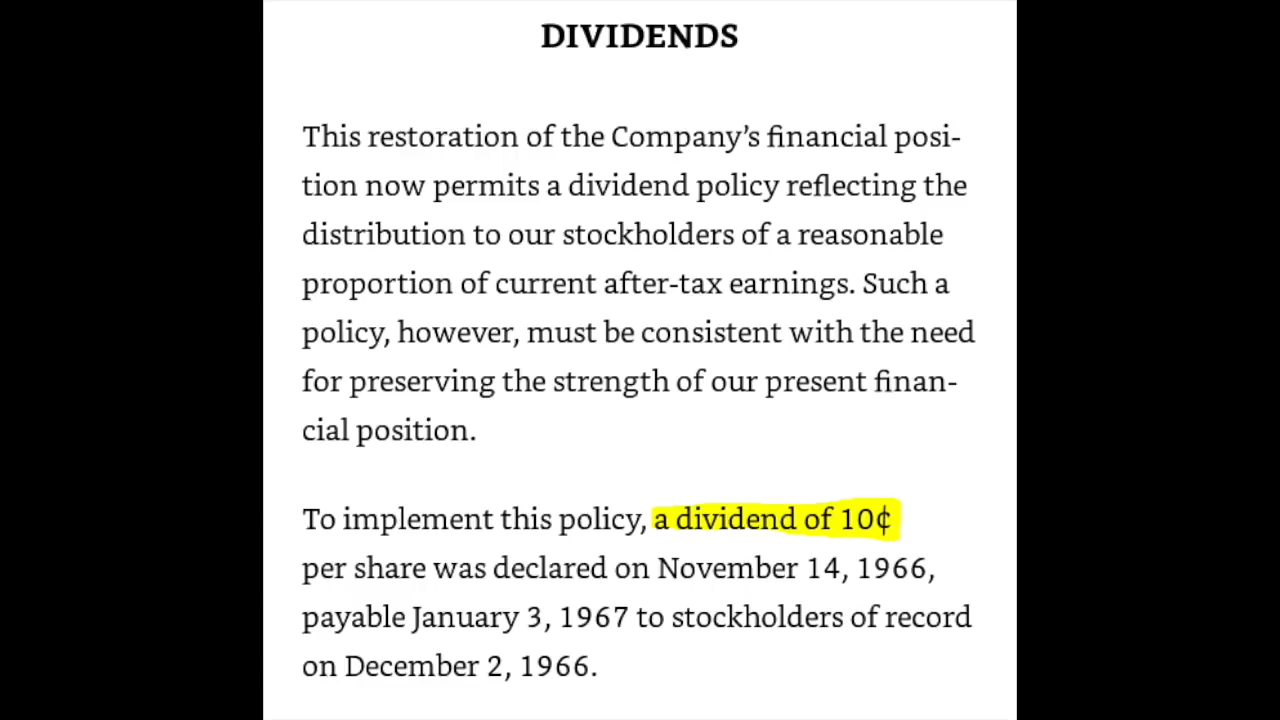 DIVIDENDS
This restoration of the Company’s financial posi-
tion now permits a dividend policy reflecting the
distribution to our stockholders of a reasonable
proportion of current after-tax earnings. Such a
policy, however, must be consistent with the need
for preserving the strength of our present finan-
cial position.
To implement this policy, a dividend of 10¢
per share was declared on November 14, 1966,
payable January 3, 1967 to stockholders of record
on December 2, 1966.